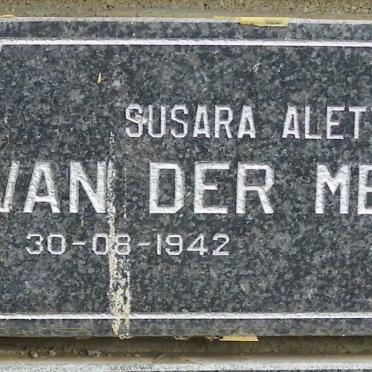 SUSARA ALET
VAN DER ME
30-08-1942